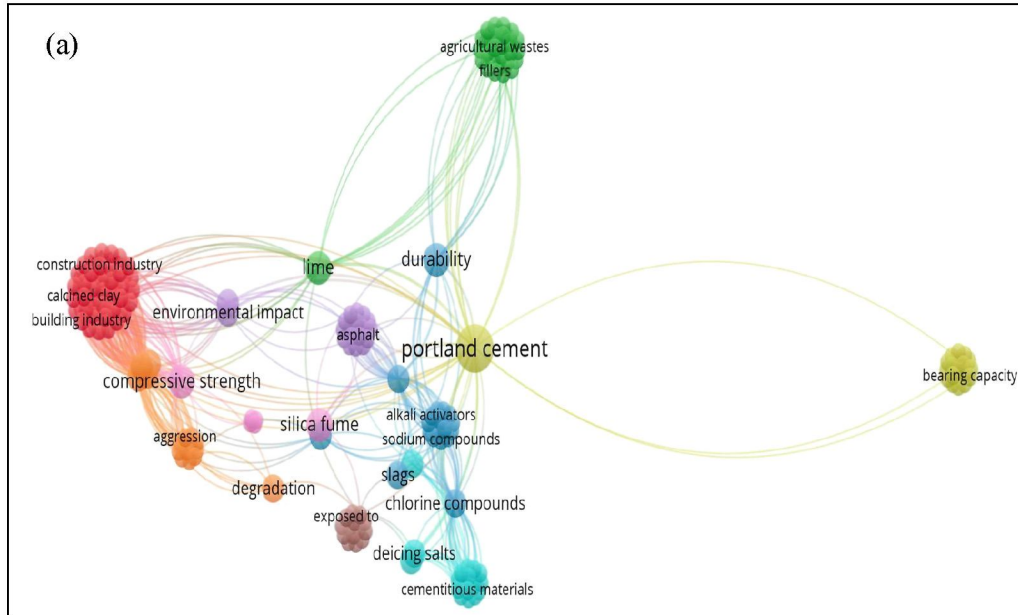 (a)
agricultural wastes
fillers
durability
construction industry
lime
calcined clay
environmental impact
building industry
asphalt
portland cement
bearing capacity
compressive strength
alkali activators
silica fume
aggression
sodium compounds
slags
degradation
chlorine compounds
exposed to
deicing salts
cementitious materials